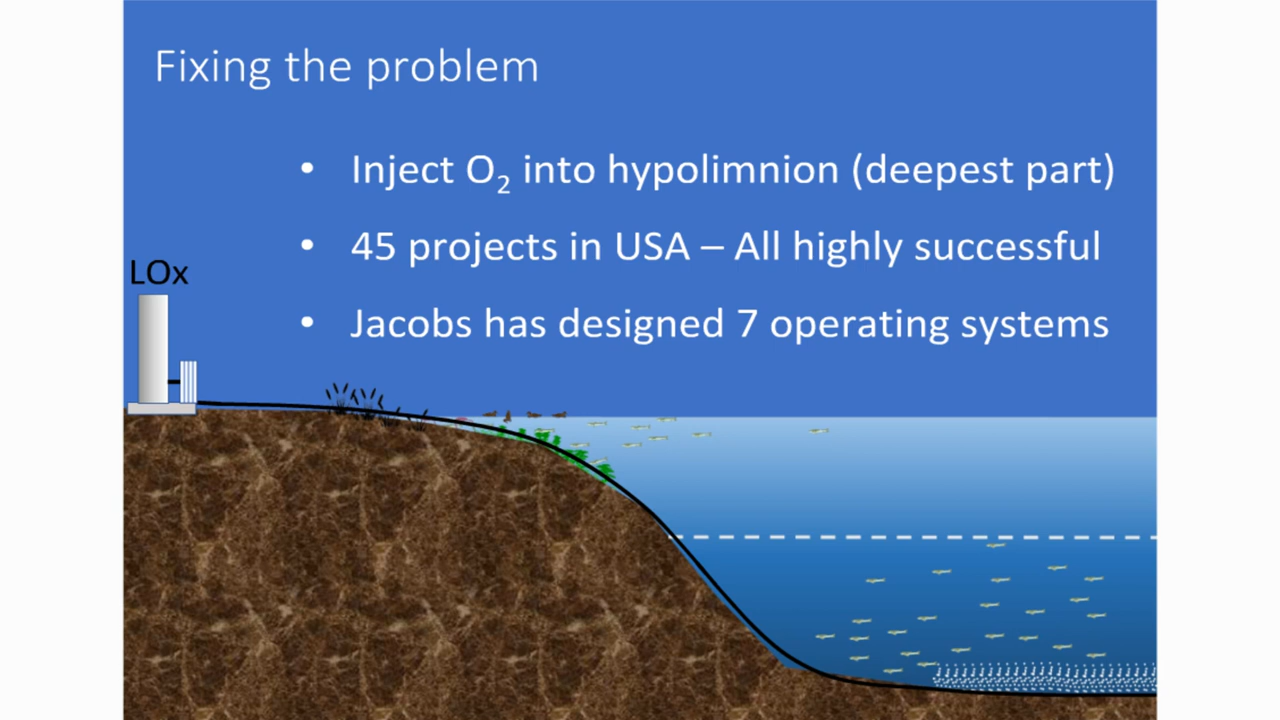 Fixing the problem
• Inject O₂ into hypolimnion (deepest part)
• 45 projects in USA – All highly successful
• Jacobs has designed 7 operating systems
LOx